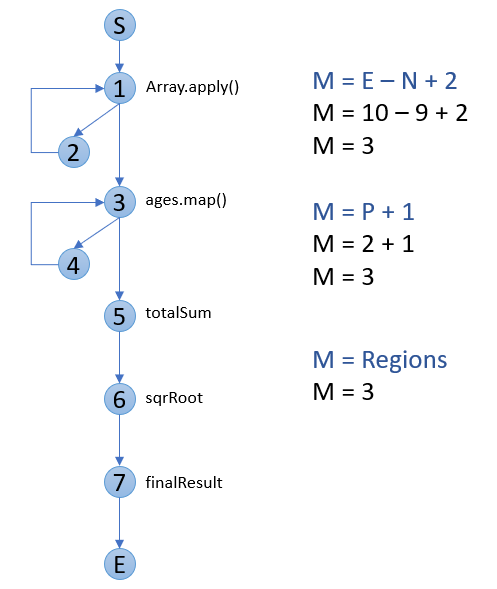 S
1 Array.apply()
2
3 ages.map()
4
5 totalSum
6 sqrRoot
7 finalResult
E
M = E – N + 2
M = 10 – 9 + 2
M = 3
M = P + 1
M = 2 + 1
M = 3
M = Regions
M = 3